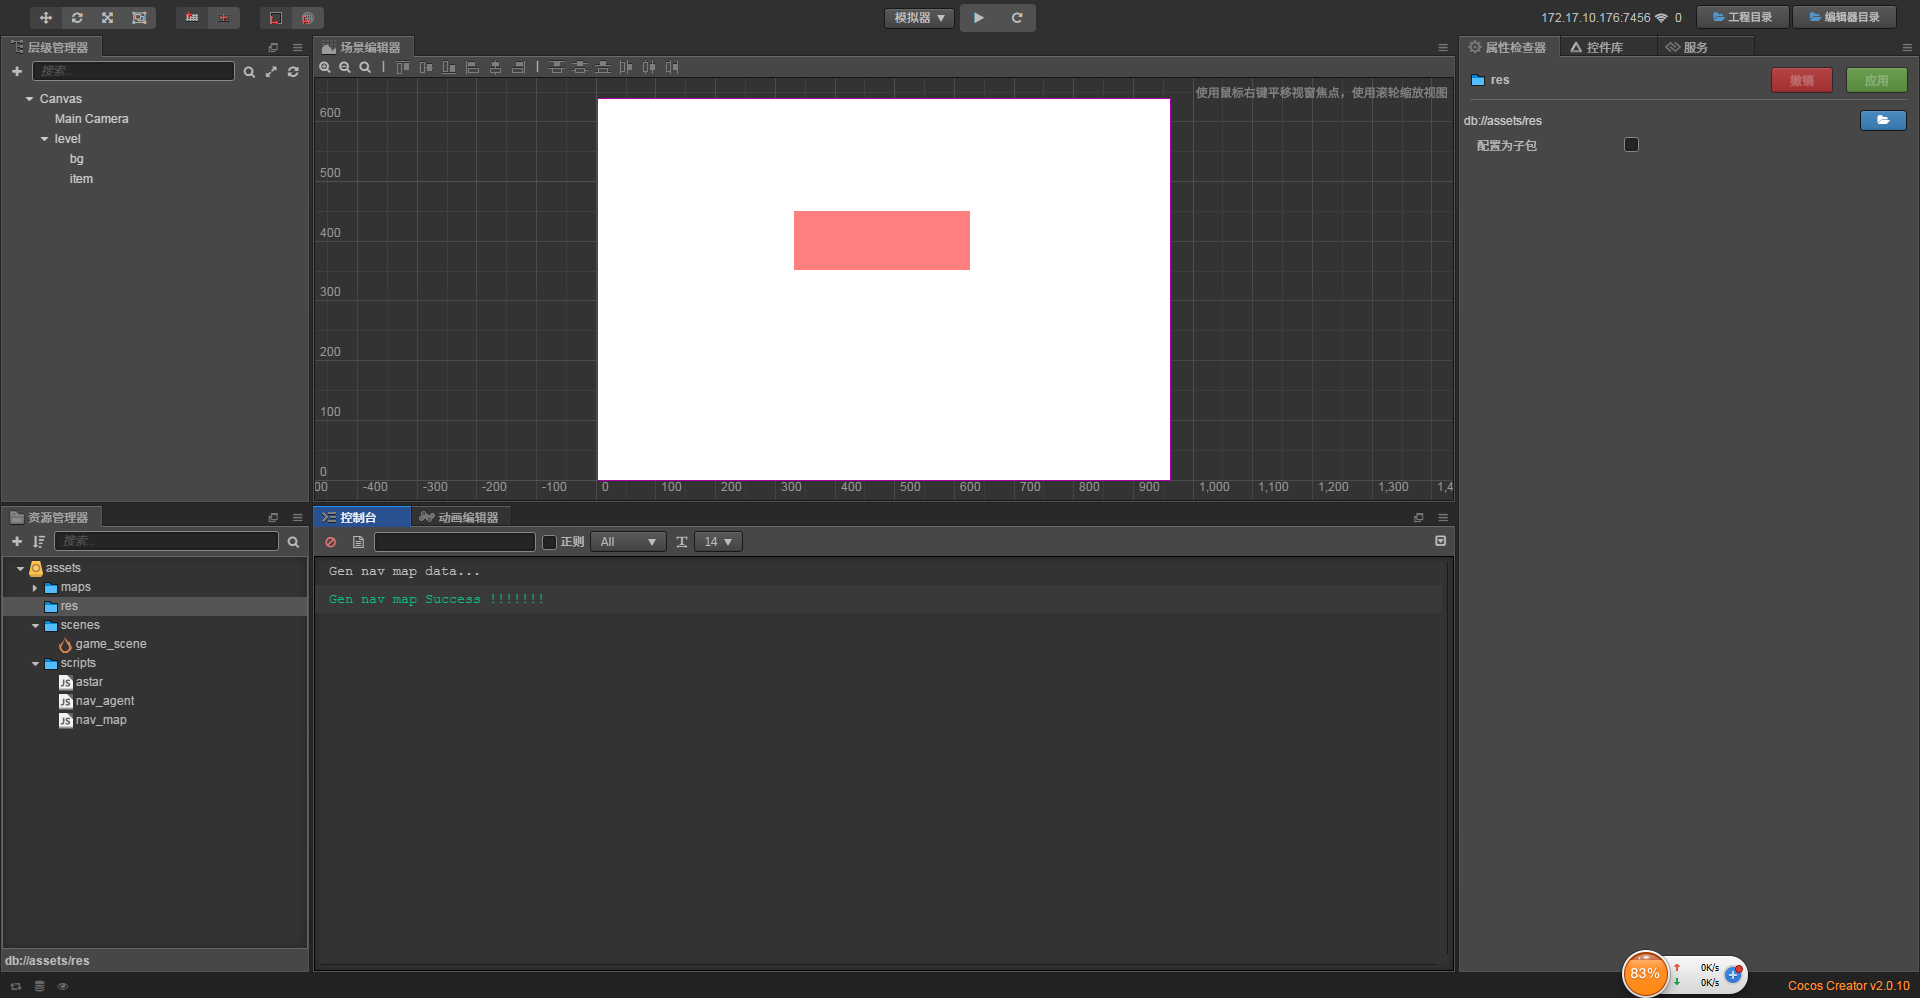 模拟器
172.17.10.176:7456 0
工程目录
编辑器目录
层级管理器
搜索...
Canvas
Main Camera
level
bg
item
场景编辑器
使用鼠标右键平移视窗焦点，使用滚轮缩放视图
600
500
400
300
200
100
0
00 -400 -300 -200 -100 0 100 200 300 400 500 600 700 800 900 1,000 1,100 1,200 1,300 1,4
属性检查器
控件库
服务
res
撤销
应用
db://assets/res
配置为子包
资源管理器
搜索...
assets
maps
res
scenes
game_scene
scripts
JS astar
JS nav_agent
JS nav_map
db://assets/res
控制台
动画编辑器
正则
All
14
Gen nav map data...
Gen nav map Success !!!!!!!
83%
0K/s
0K/s
Cocos Creator v2.0.10